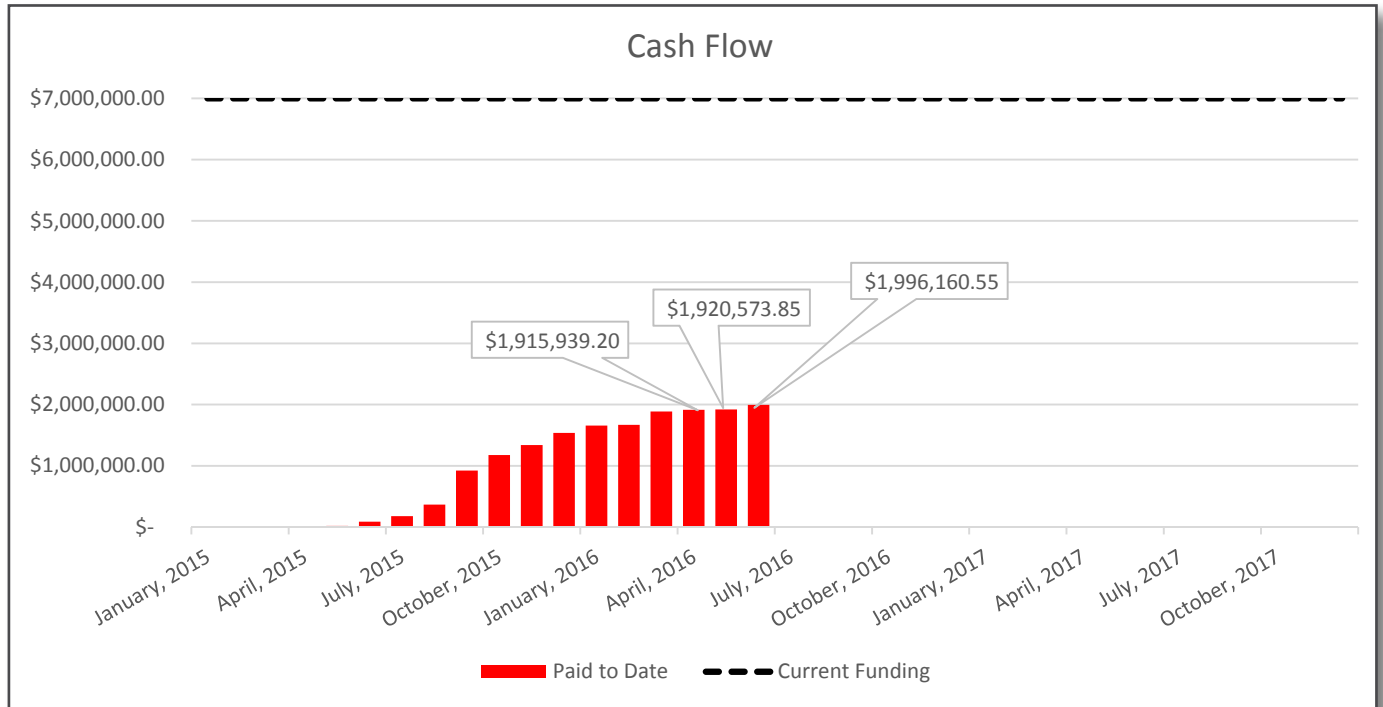 Cash Flow
$7,000,000.00
$6,000,000.00
$5,000,000.00
$4,000,000.00
$3,000,000.00
$2,000,000.00
$1,000,000.00
$-
$1,915,939.20
$1,920,573.85
$1,996,160.55
January, 2015
April, 2015
July, 2015
October, 2015
January, 2016
April, 2016
July, 2016
October, 2016
January, 2017
April, 2017
July, 2017
October, 2017
Paid to Date
Current Funding